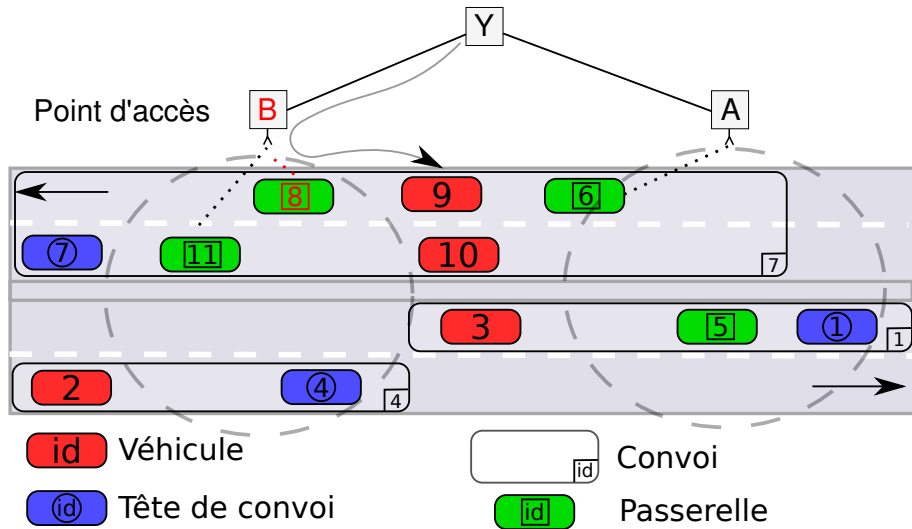 Y
Point d'accès B A
8 9 6
7 11 10 7
3 5 1 1
2 4 4
id Véhicule
id Convoi
id Tête de convoi
id Passerelle